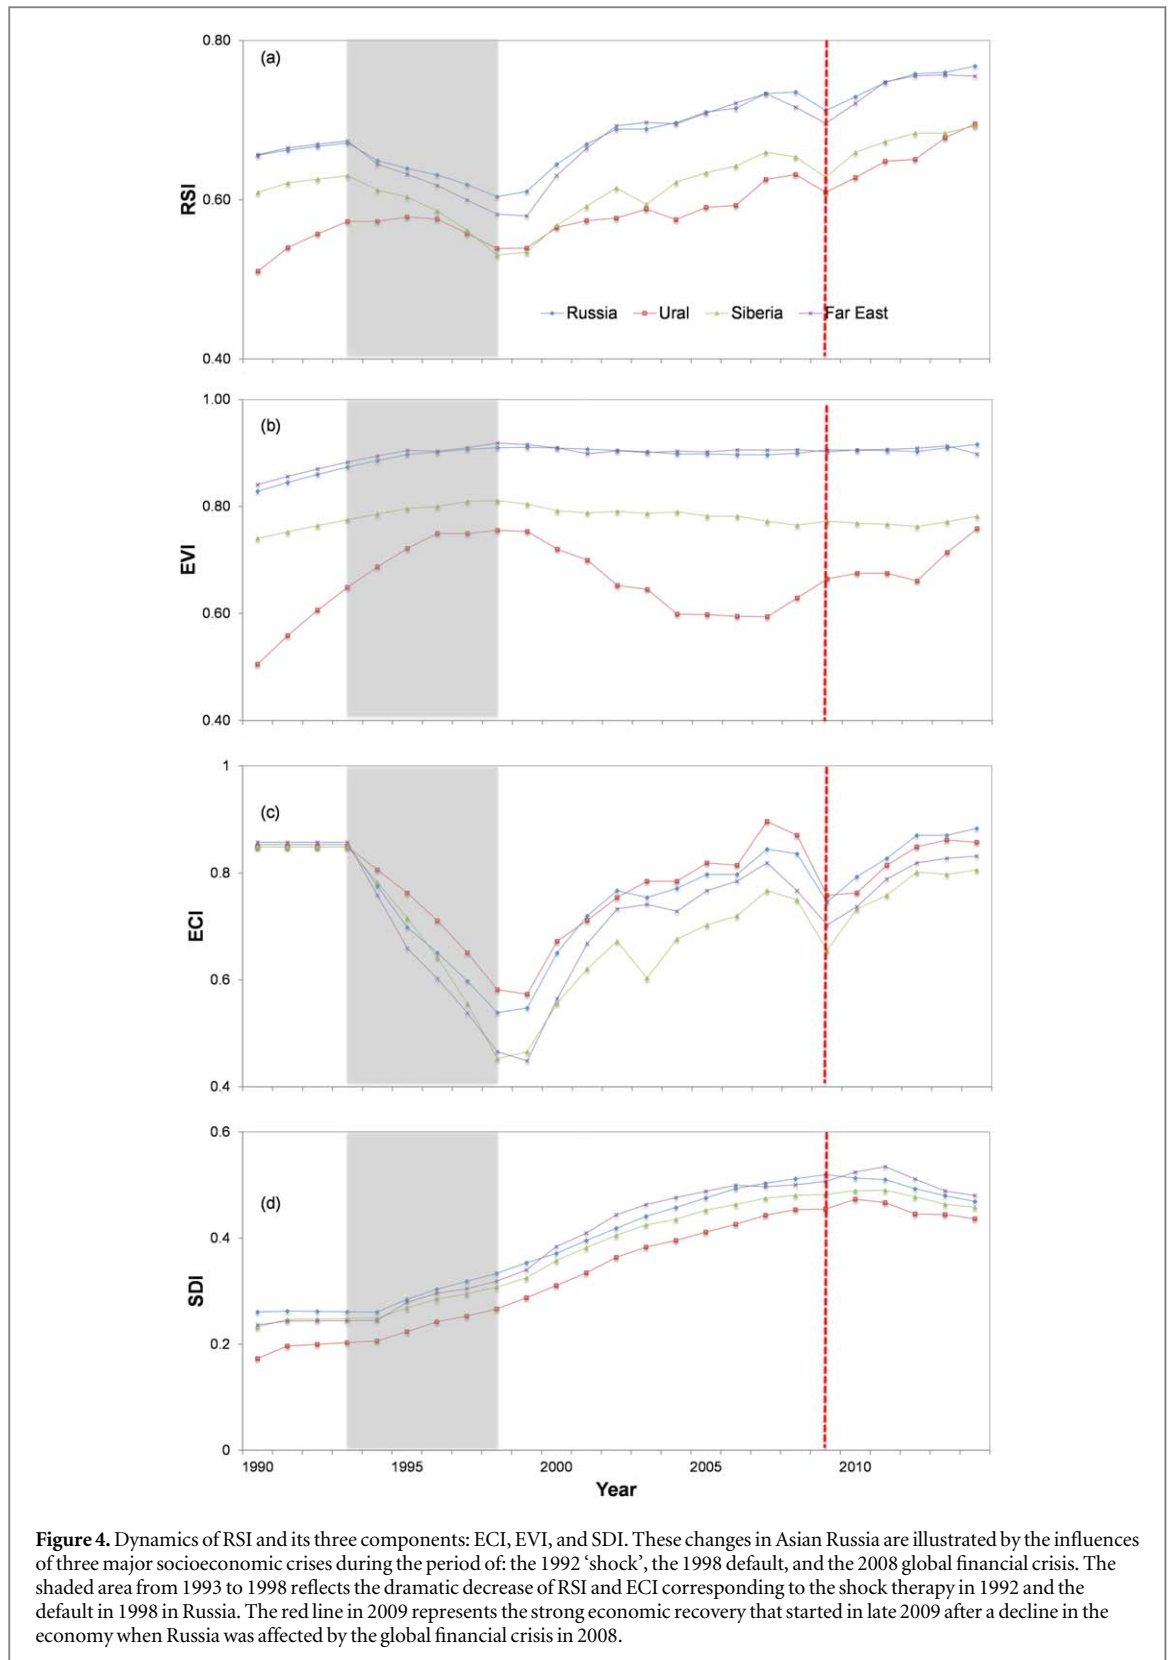 0.80
(a)
RSI
0.60
Russia Ural Siberia Far East
0.40
1.00
(b)
0.80
EVI
0.60
0.40
1
(c)
0.8
ECI
0.6
0.4
0.6
(d)
0.4
SDI
0.2
0
1990 1995 2000 2005 2010
Year
Figure 4. Dynamics of RSI and its three components: ECI, EVI, and SDI. These changes in Asian Russia are illustrated by the influences
of three major socioeconomic crises during the period of: the 1992 ‘shock’, the 1998 default, and the 2008 global financial crisis. The
shaded area from 1993 to 1998 reflects the dramatic decrease of RSI and ECI corresponding to the shock therapy in 1992 and the
default in 1998 in Russia. The red line in 2009 represents the strong economic recovery that started in late 2009 after a decline in the
economy when Russia was affected by the global financial crisis in 2008.